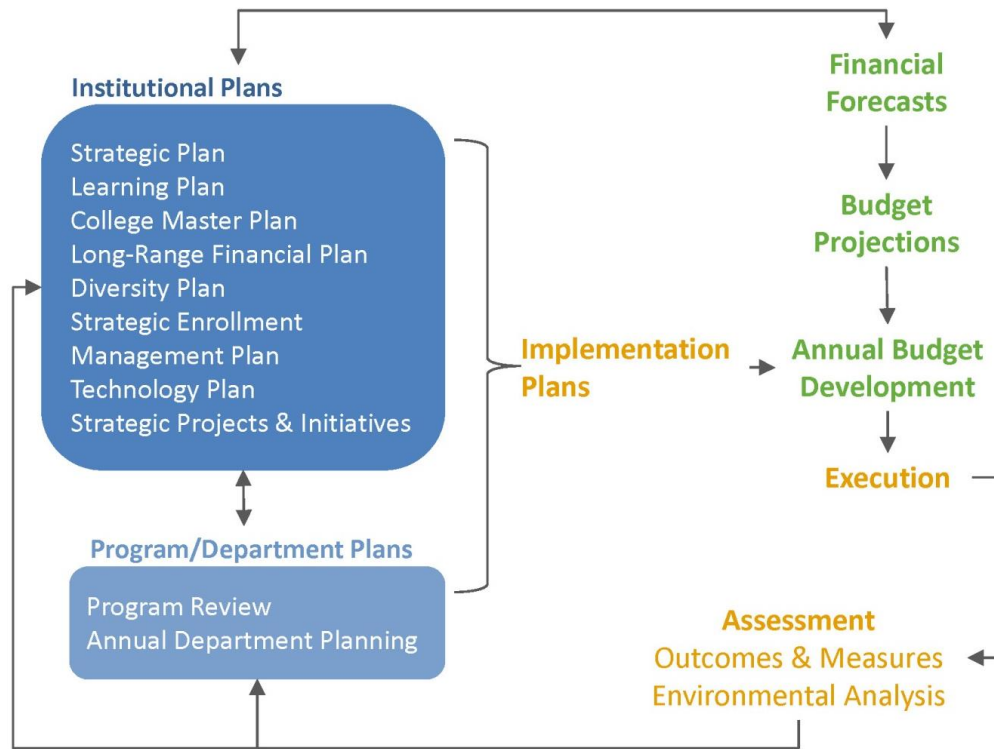 Institutional Plans
Strategic Plan
Learning Plan
College Master Plan
Long-Range Financial Plan
Diversity Plan
Strategic Enrollment
Management Plan
Technology Plan
Strategic Projects & Initiatives
Program/Department Plans
Program Review
Annual Department Planning
Implementation
Plans
Financial
Forecasts
Budget
Projections
Annual Budget
Development
Execution
Assessment
Outcomes & Measures
Environmental Analysis